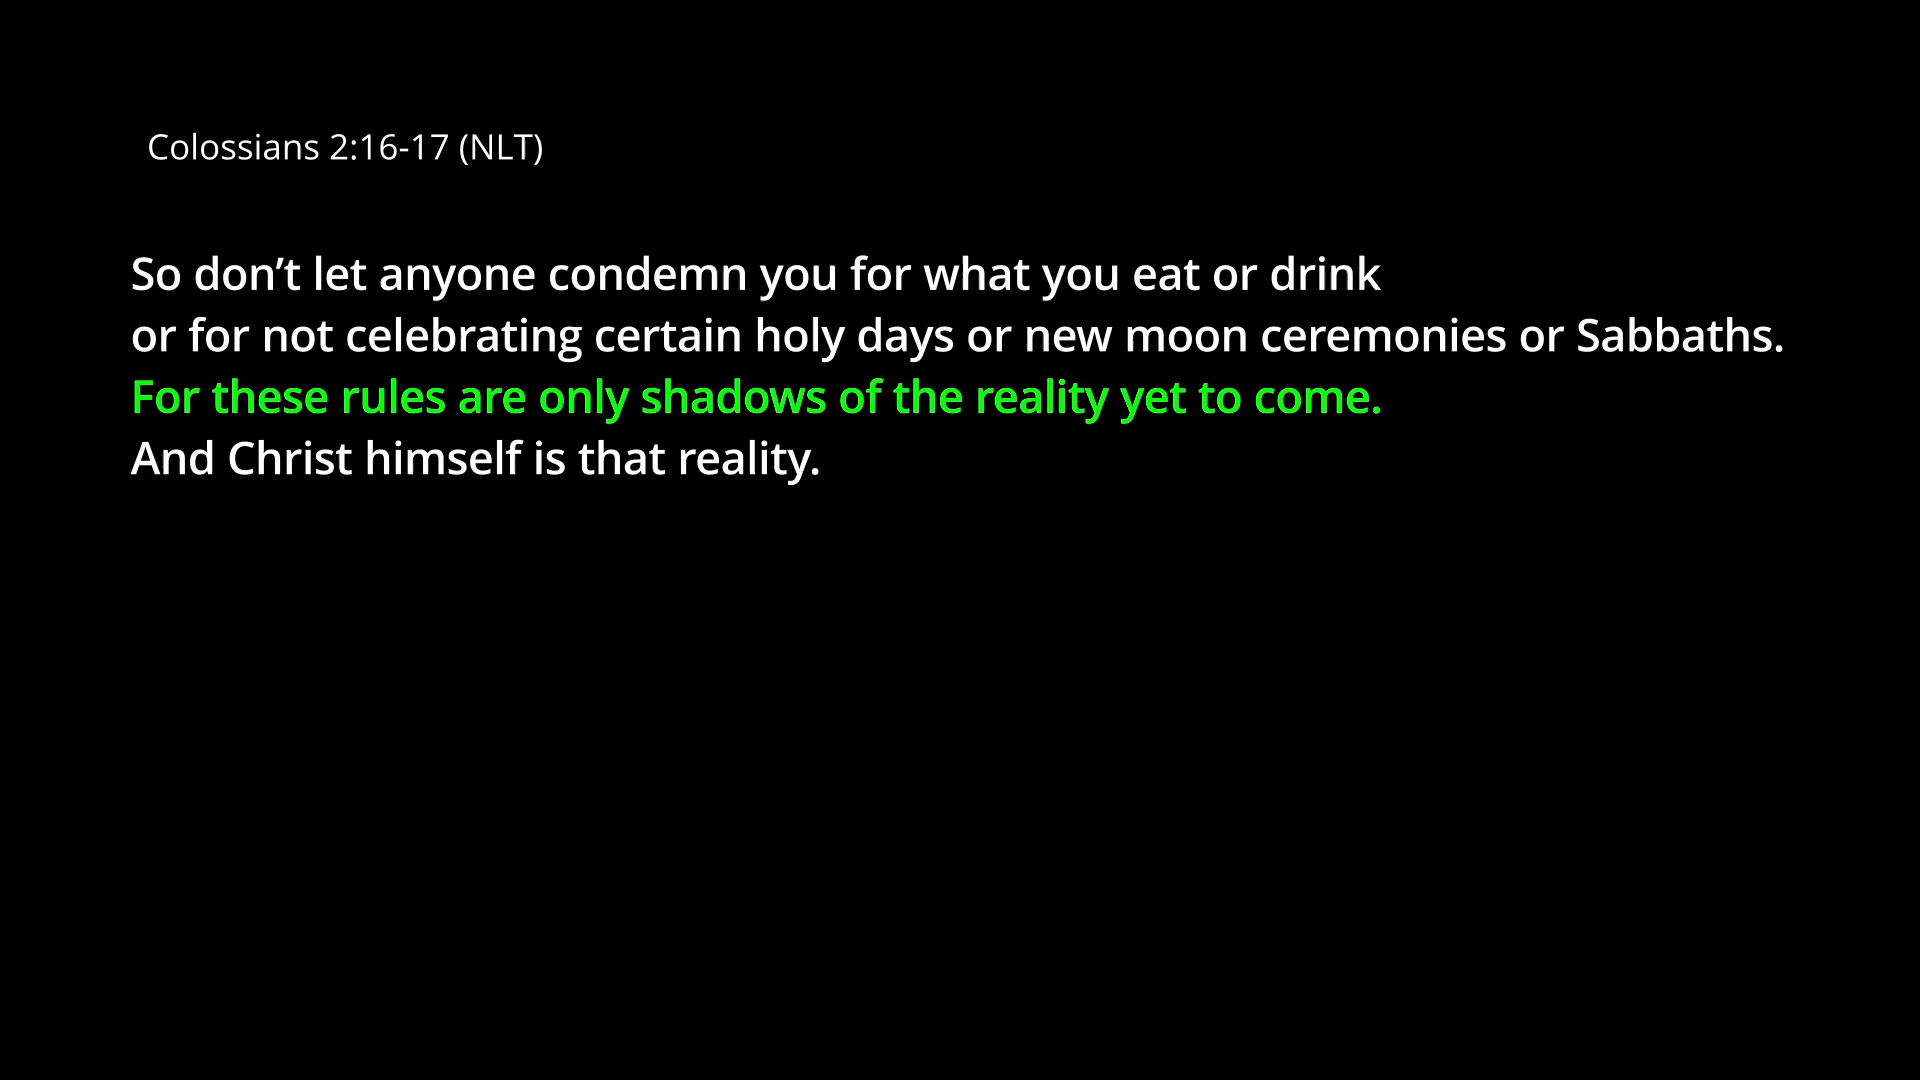 Colossians 2:16-17 (NLT)
So don’t let anyone condemn you for what you eat or drink
or for not celebrating certain holy days or new moon ceremonies or Sabbaths.
For these rules are only shadows of the reality yet to come.
And Christ himself is that reality.